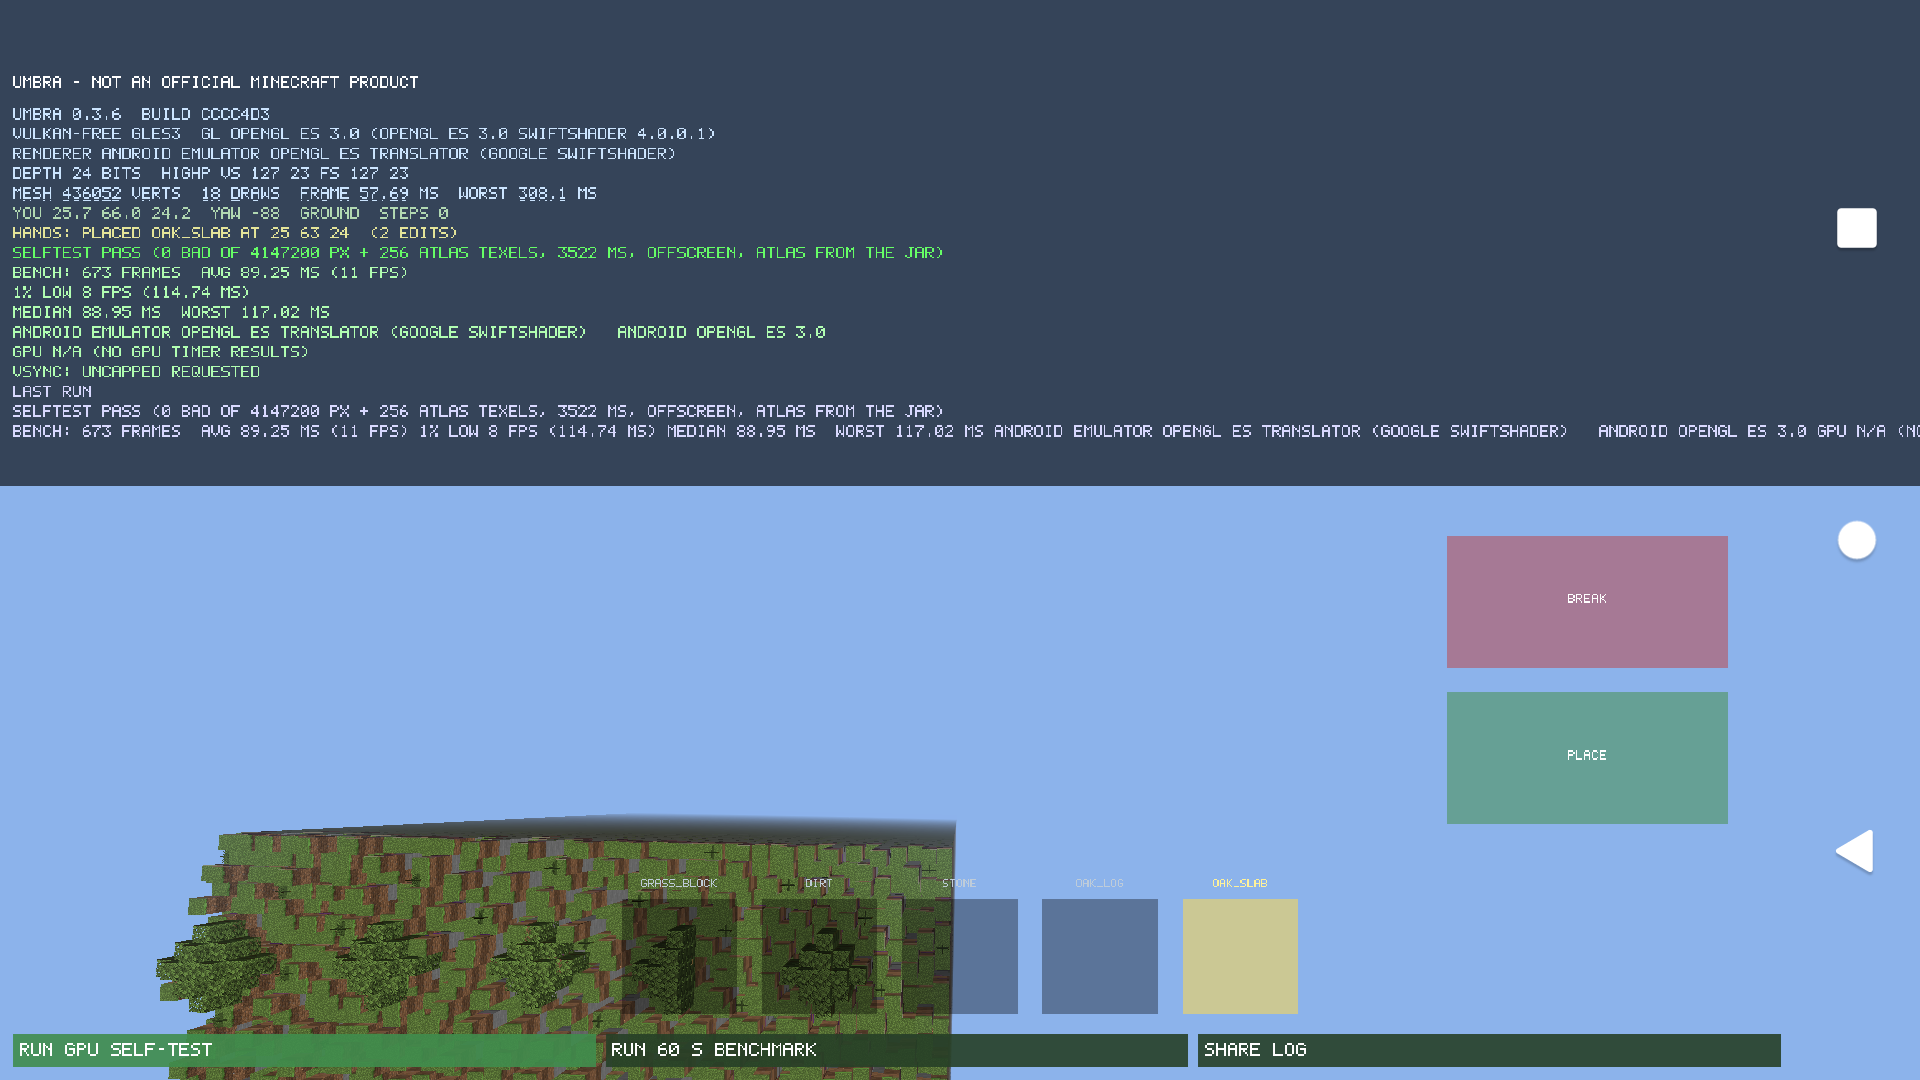 UMBRA - NOT AN OFFICIAL MINECRAFT PRODUCT
UMBRA 0.3.6 BUILD CCCC4D3
VULKAN-FREE GLES3 GL OPENGL ES 3.0 (OPENGL ES 3.0 SWIFTSHADER 4.0.0.1)
RENDERER ANDROID EMULATOR OPENGL ES TRANSLATOR (GOOGLE SWIFTSHADER)
DEPTH 24 BITS HIGHP VS 127 23 FS 127 23
MESH 436052 VERTS 18 DRAWS FRAME 57.69 MS WORST 308.1 MS
YOU 25.7 66.0 24.2 YAW -88 GROUND STEPS 0
HANDS: PLACED OAK_SLAB AT 25 63 24 (2 EDITS)
SELFTEST PASS (0 BAD OF 4147200 PX + 256 ATLAS TEXELS, 3522 MS, OFFSCREEN, ATLAS FROM THE JAR)
BENCH: 673 FRAMES AVG 89.25 MS (11 FPS)
1% LOW 8 FPS (114.74 MS)
MEDIAN 88.95 MS WORST 117.02 MS
ANDROID EMULATOR OPENGL ES TRANSLATOR (GOOGLE SWIFTSHADER) ANDROID OPENGL ES 3.0
GPU N/A (NO GPU TIMER RESULTS)
VSYNC: UNCAPPED REQUESTED
LAST RUN
SELFTEST PASS (0 BAD OF 4147200 PX + 256 ATLAS TEXELS, 3522 MS, OFFSCREEN, ATLAS FROM THE JAR)
BENCH: 673 FRAMES AVG 89.25 MS (11 FPS) 1% LOW 8 FPS (114.74 MS) MEDIAN 88.95 MS WORST 117.02 MS ANDROID EMULATOR OPENGL ES TRANSLATOR (GOOGLE SWIFTSHADER) ANDROID OPENGL ES 3.0 GPU N/A (NO
BREAK
PLACE
GRASS_BLOCK DIRT STONE OAK_LOG OAK_SLAB
RUN GPU SELF-TEST RUN 60 S BENCHMARK SHARE LOG